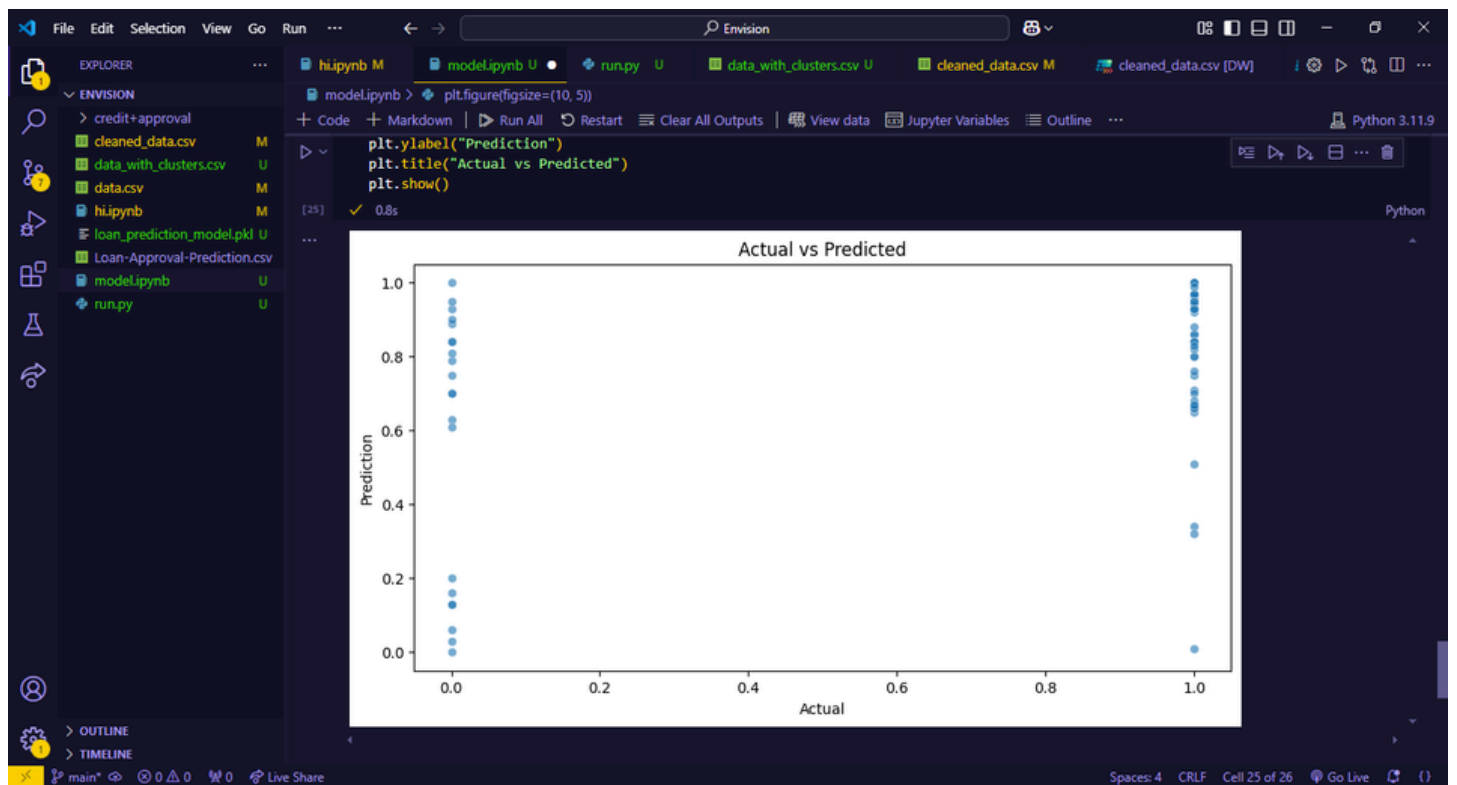 File Edit Selection View Go Run ··· Envision
EXPLORER ···
ENVISION
credit+approval
cleaned_data.csv M
data_with_clusters.csv U
data.csv M
hi.ipynb M
loan_prediction_model.pkl U
Loan-Approval-Prediction.csv
model.ipynb U
run.py U
OUTLINE
TIMELINE
1
7
1
hi.ipynb M model.ipynb U run.py U data_with_clusters.csv U cleaned_data.csv M cleaned_data.csv [DW]
model.ipynb > plt.figure(figsize=(10, 5))
+ Code + Markdown | Run All Restart Clear All Outputs | View data Jupyter Variables Outline ··· Python 3.11.9
plt.ylabel("Prediction")
plt.title("Actual vs Predicted")
plt.show()
[25] 0.8s Python
Actual vs Predicted
1.0
0.8
0.6
0.4
0.2
0.0
Prediction
0.0 0.2 0.4 0.6 0.8 1.0
Actual
main* 0 0 0 Live Share Spaces: 4 CRLF Cell 25 of 26 Go Live {}